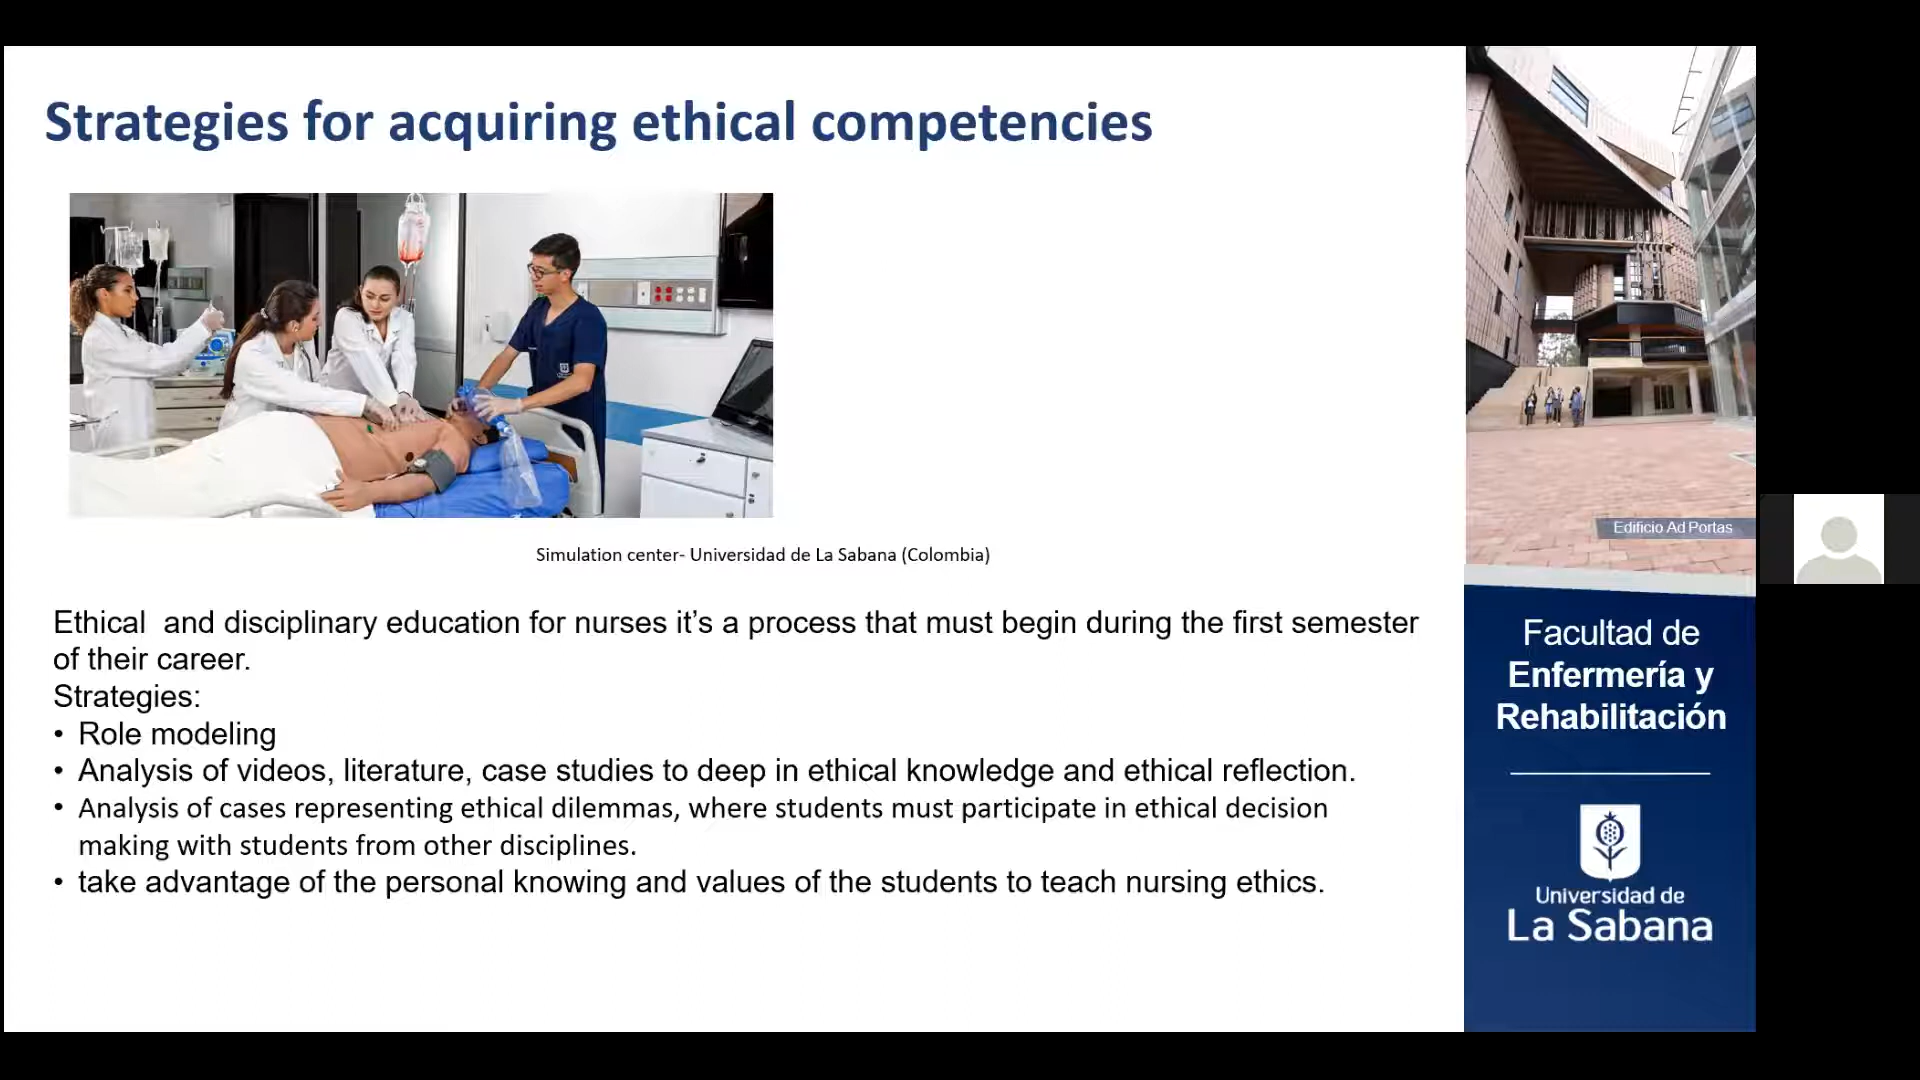 Strategies for acquiring ethical competencies
Simulation center- Universidad de La Sabana (Colombia)
Ethical  and disciplinary education for nurses it’s a process that must begin during the first semester
of their career.
Strategies:
• Role modeling
• Analysis of videos, literature, case studies to deep in ethical knowledge and ethical reflection.
• Analysis of cases representing ethical dilemmas, where students must participate in ethical decision
making with students from other disciplines.
• take advantage of the personal knowing and values of the students to teach nursing ethics.
Edificio Ad Portas
Facultad de
Enfermería y
Rehabilitación
Universidad de
La Sabana